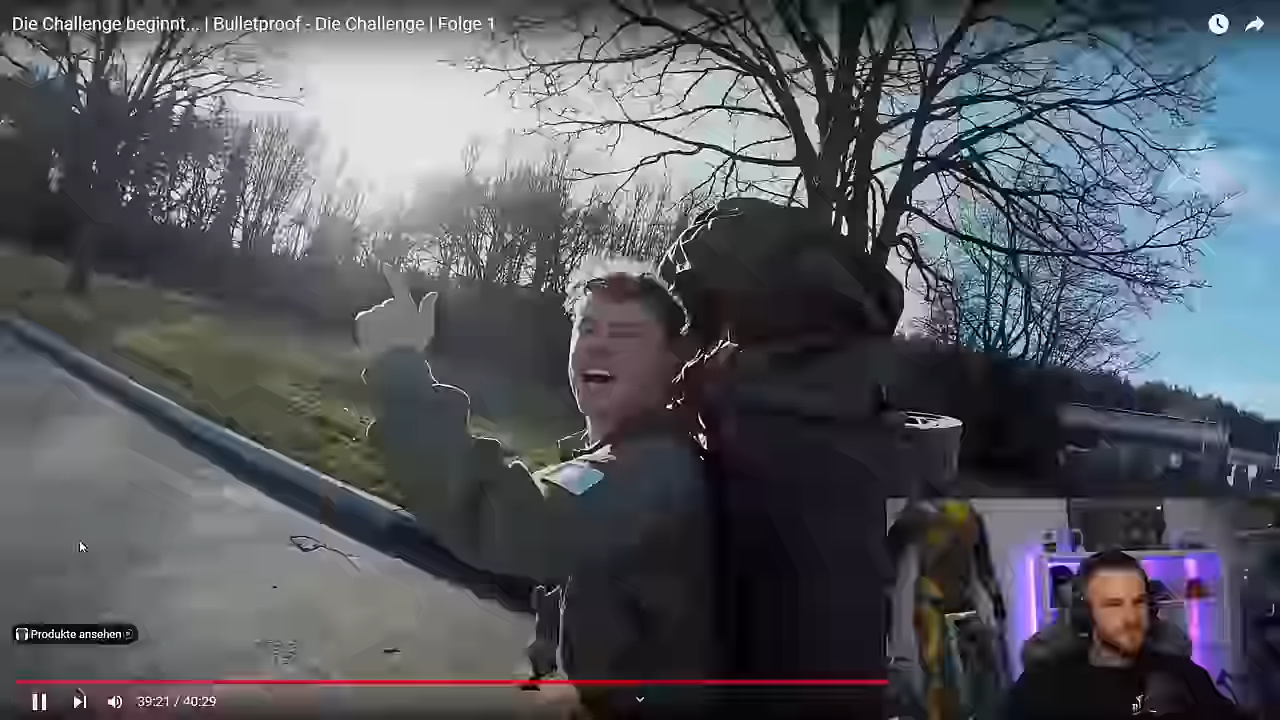 Die Challenge beginnt... | Bulletproof - Die Challenge | Folge 1
Produkte ansehen
39:21 / 40:29